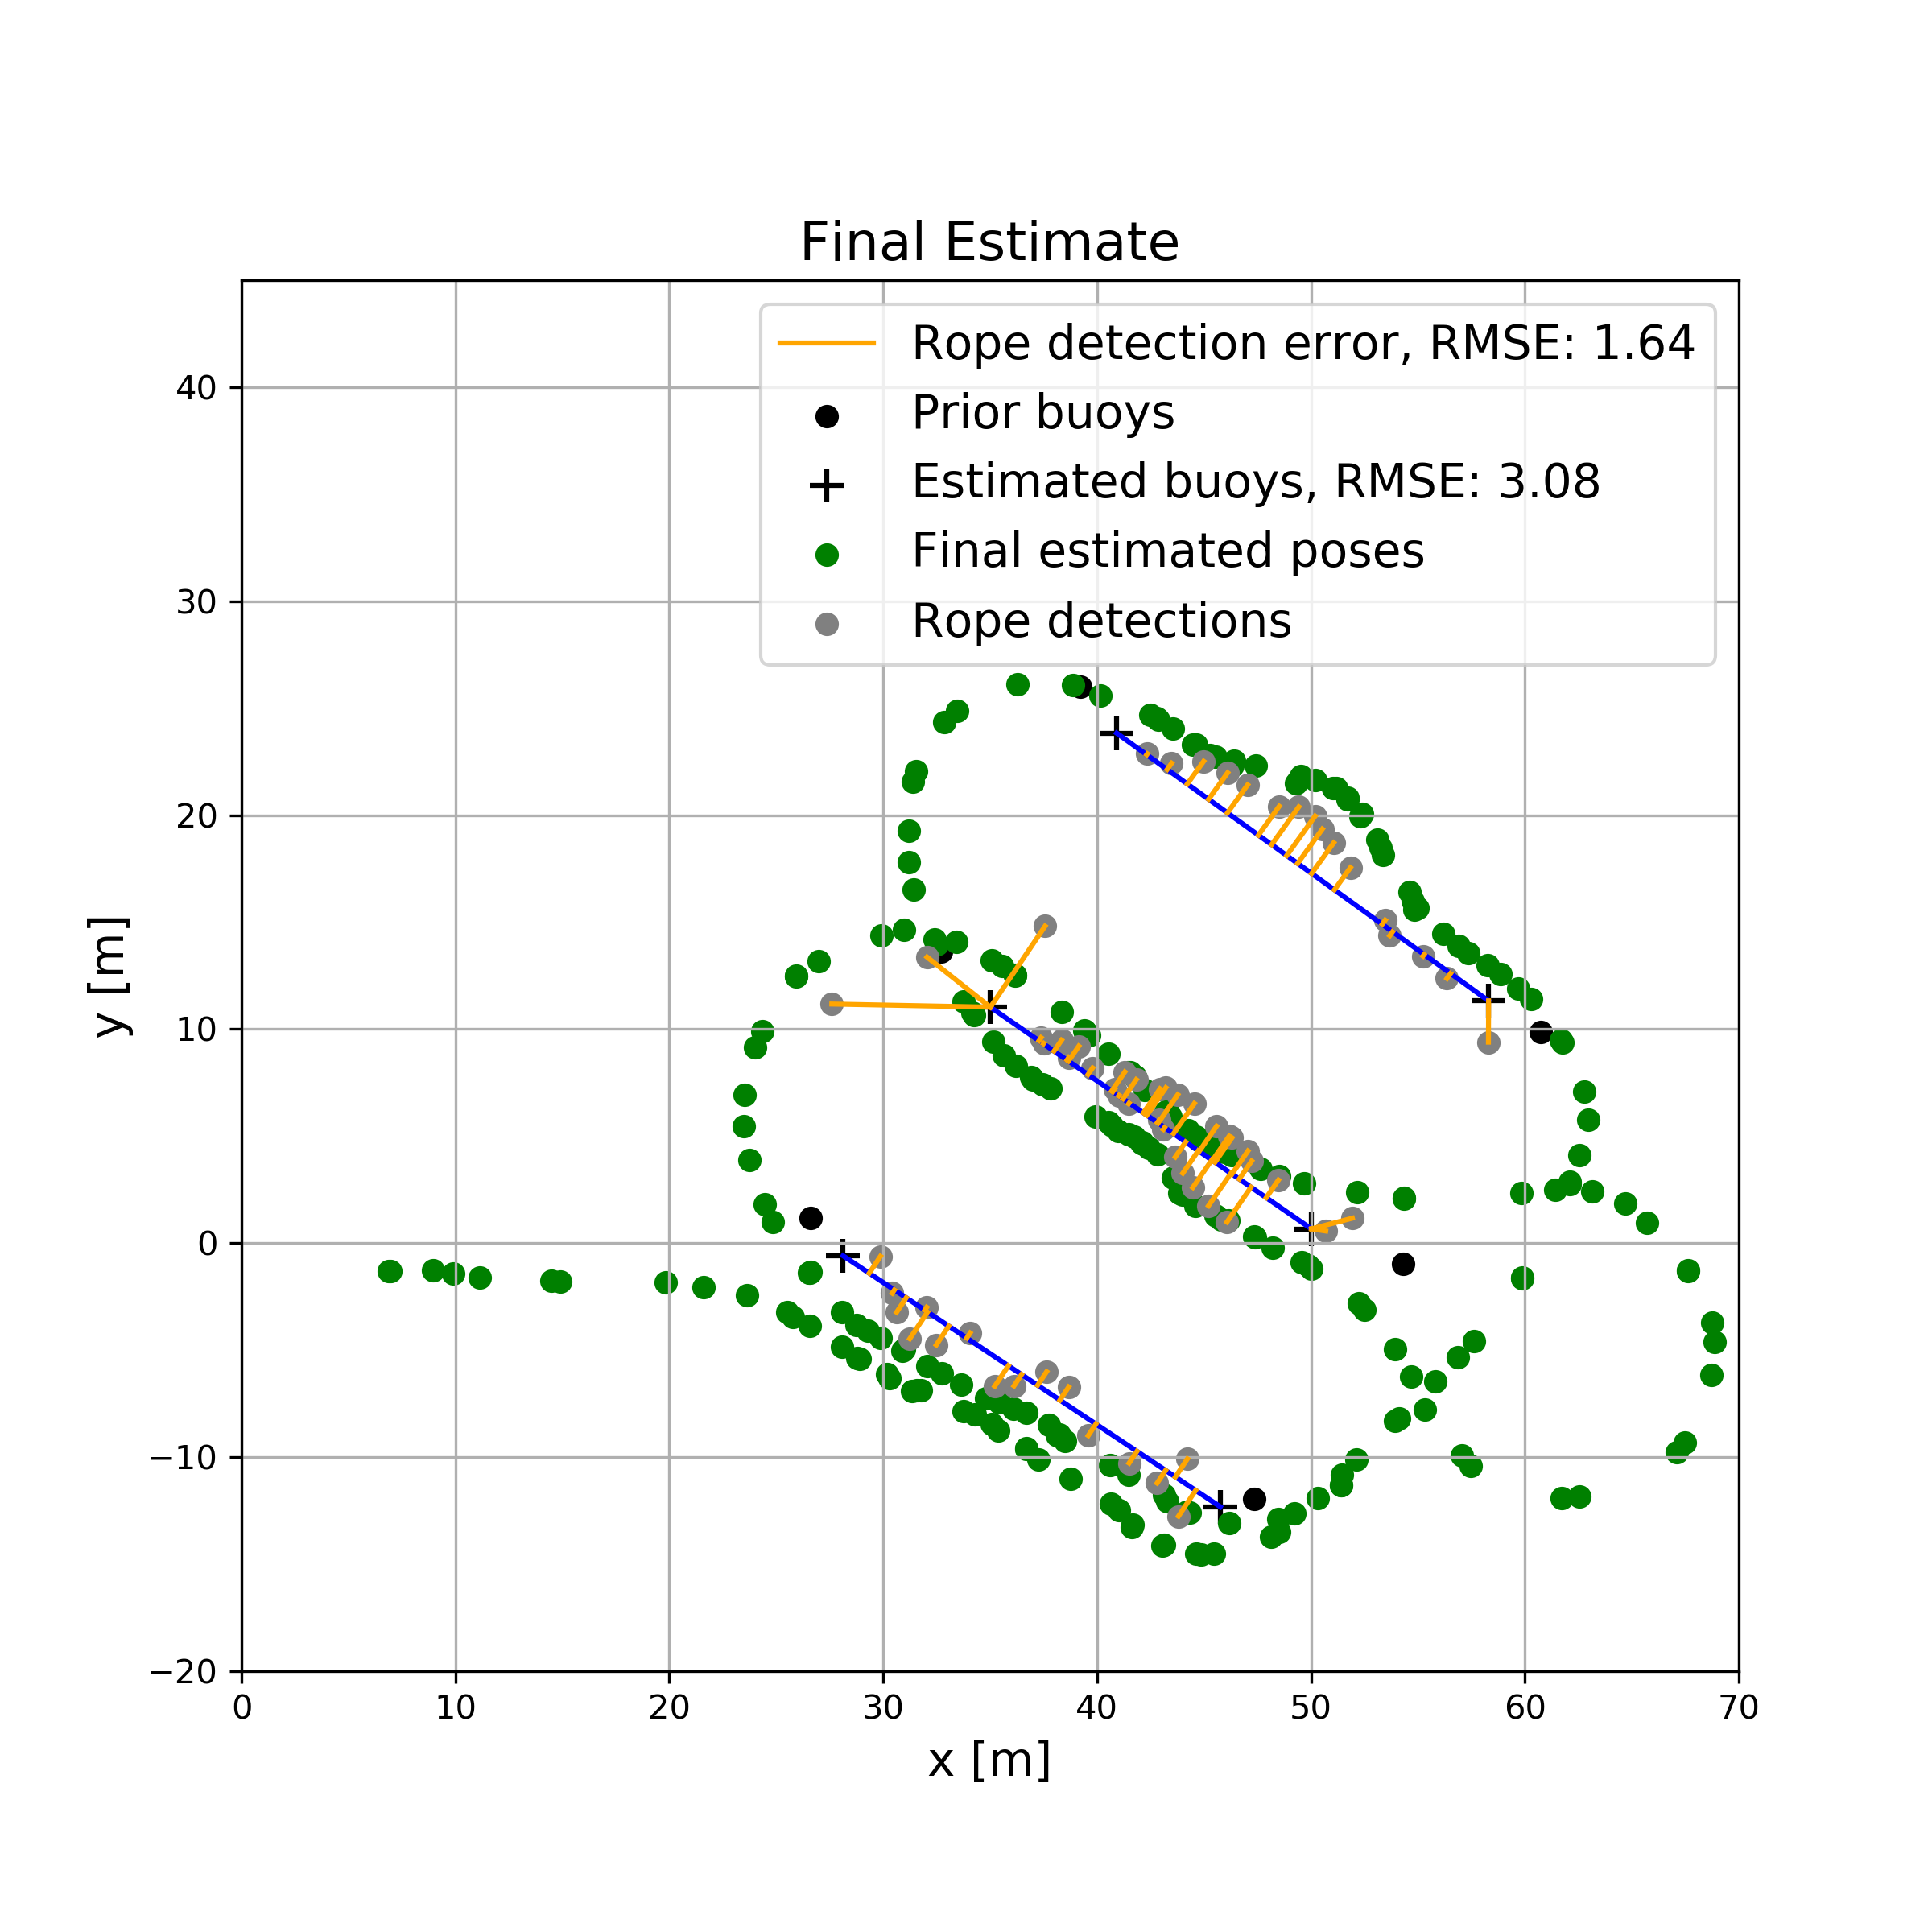 Final Estimate
Rope detection error, RMSE: 1.64
Prior buoys
Estimated buoys, RMSE: 3.08
Final estimated poses
Rope detections
40
30
20
10
0
−10
−20
y [m]
0 10 20 30 40 50 60 70
x [m]